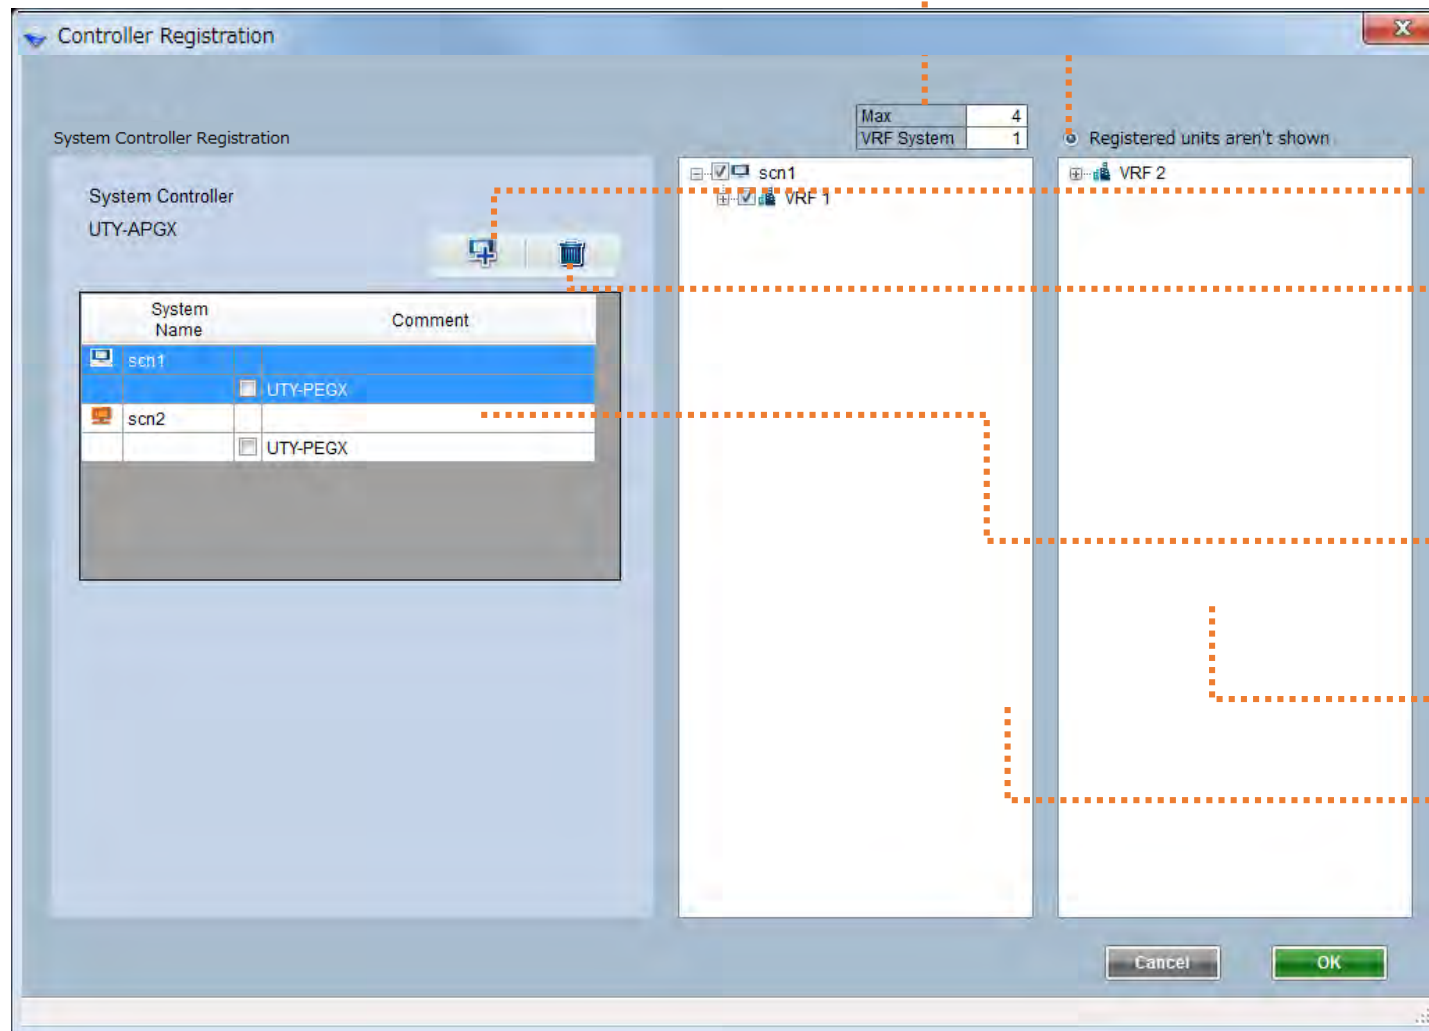 Controller Registration
x
System Controller Registration
Max 4
VRF System 1
Registered units aren't shown
System Controller
UTY-APGX
System Name Comment
scn1
UTY-PEGX
scn2
UTY-PEGX
scn1
VRF 1
VRF 2
Cancel OK